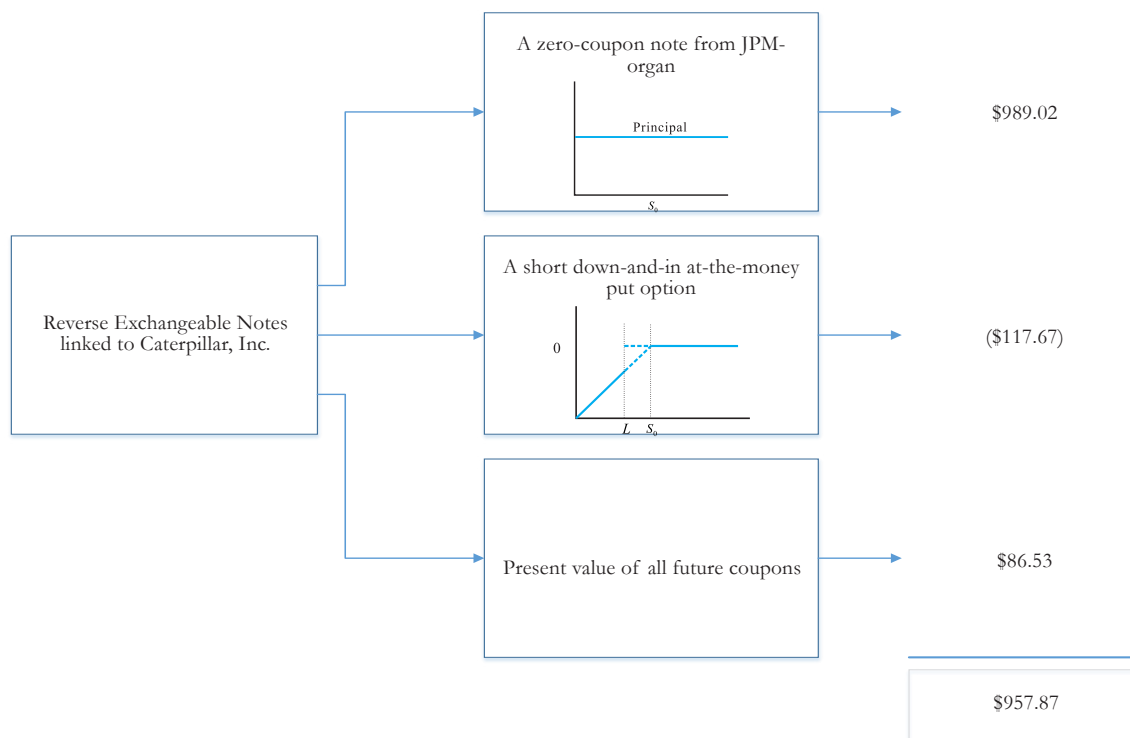 A zero-coupon note from JPM-
organ
Principal
S₀
$989.02
Reverse Exchangeable Notes
linked to Caterpillar, Inc.
A short down-and-in at-the-money
put option
0
L S₀
($117.67)
Present value of all future coupons
$86.53
$957.87